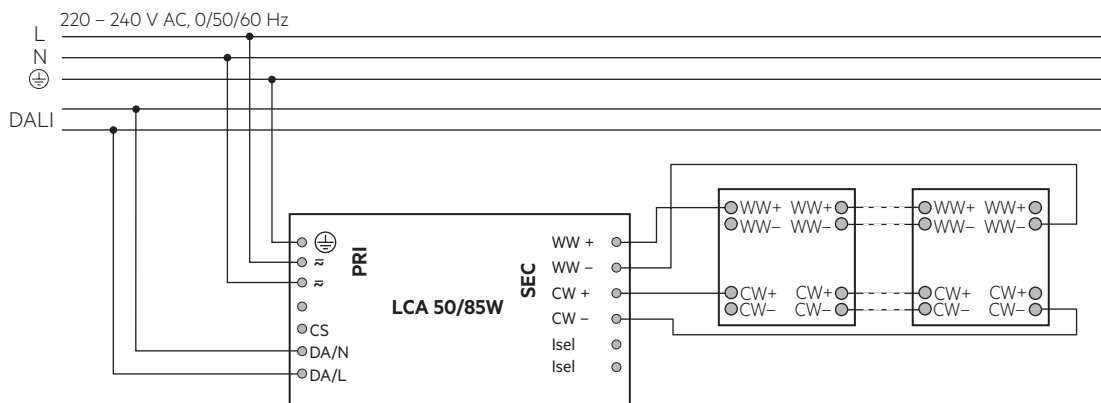 220 – 240 V AC, 0/50/60 Hz
L
N
DALI
PRI
CS
DA/N
DA/L
LCA 50/85W
SEC
WW +
WW –
CW +
CW –
Isel
Isel
WW+ WW+
WW– WW–
CW+ CW+
CW– CW–
WW+ WW+
WW– WW–
CW+ CW+
CW– CW–